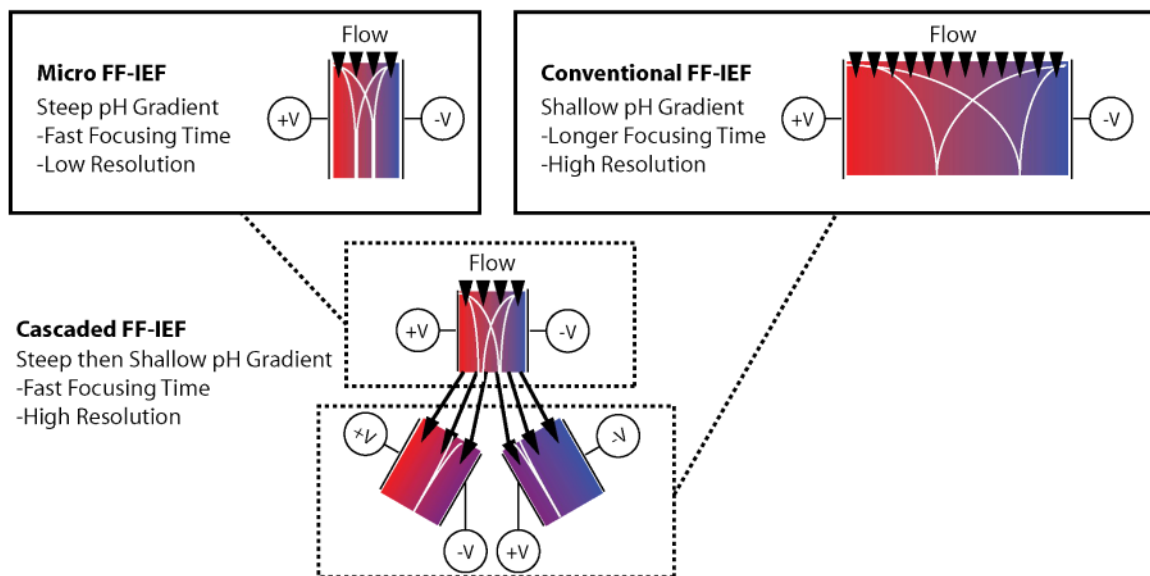 Flow
Micro FF-IEF
Steep pH Gradient
-Fast Focusing Time
-Low Resolution
+V
-V
Flow
Conventional FF-IEF
Shallow pH Gradient
-Longer Focusing Time
-High Resolution
+V
-V
Flow
+V
-V
Cascaded FF-IEF
Steep then Shallow pH Gradient
-Fast Focusing Time
-High Resolution
+V
-V
-V
+V